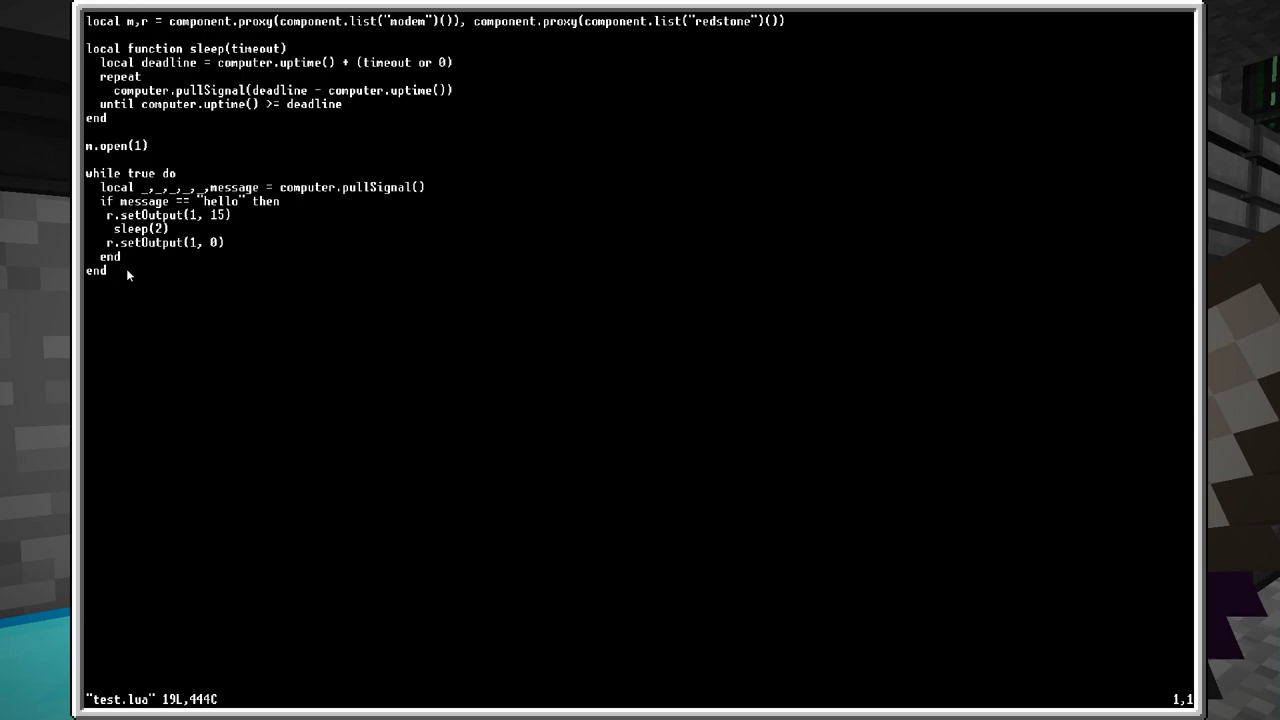 local m,r = component.proxy(component.list("modem")()), component.proxy(component.list("redstone")())
local function sleep(timeout)
  local deadline = computer.uptime() + (timeout or 0)
  repeat
    computer.pullSignal(deadline - computer.uptime())
  until computer.uptime() >= deadline
end
m.open(1)
while true do
  local _,_,_,_,_,message = computer.pullSignal()
  if message == "hello" then
   r.setOutput(1, 15)
    sleep(2)
   r.setOutput(1, 0)
  end
end
"test.lua" 19L,444C
1,1